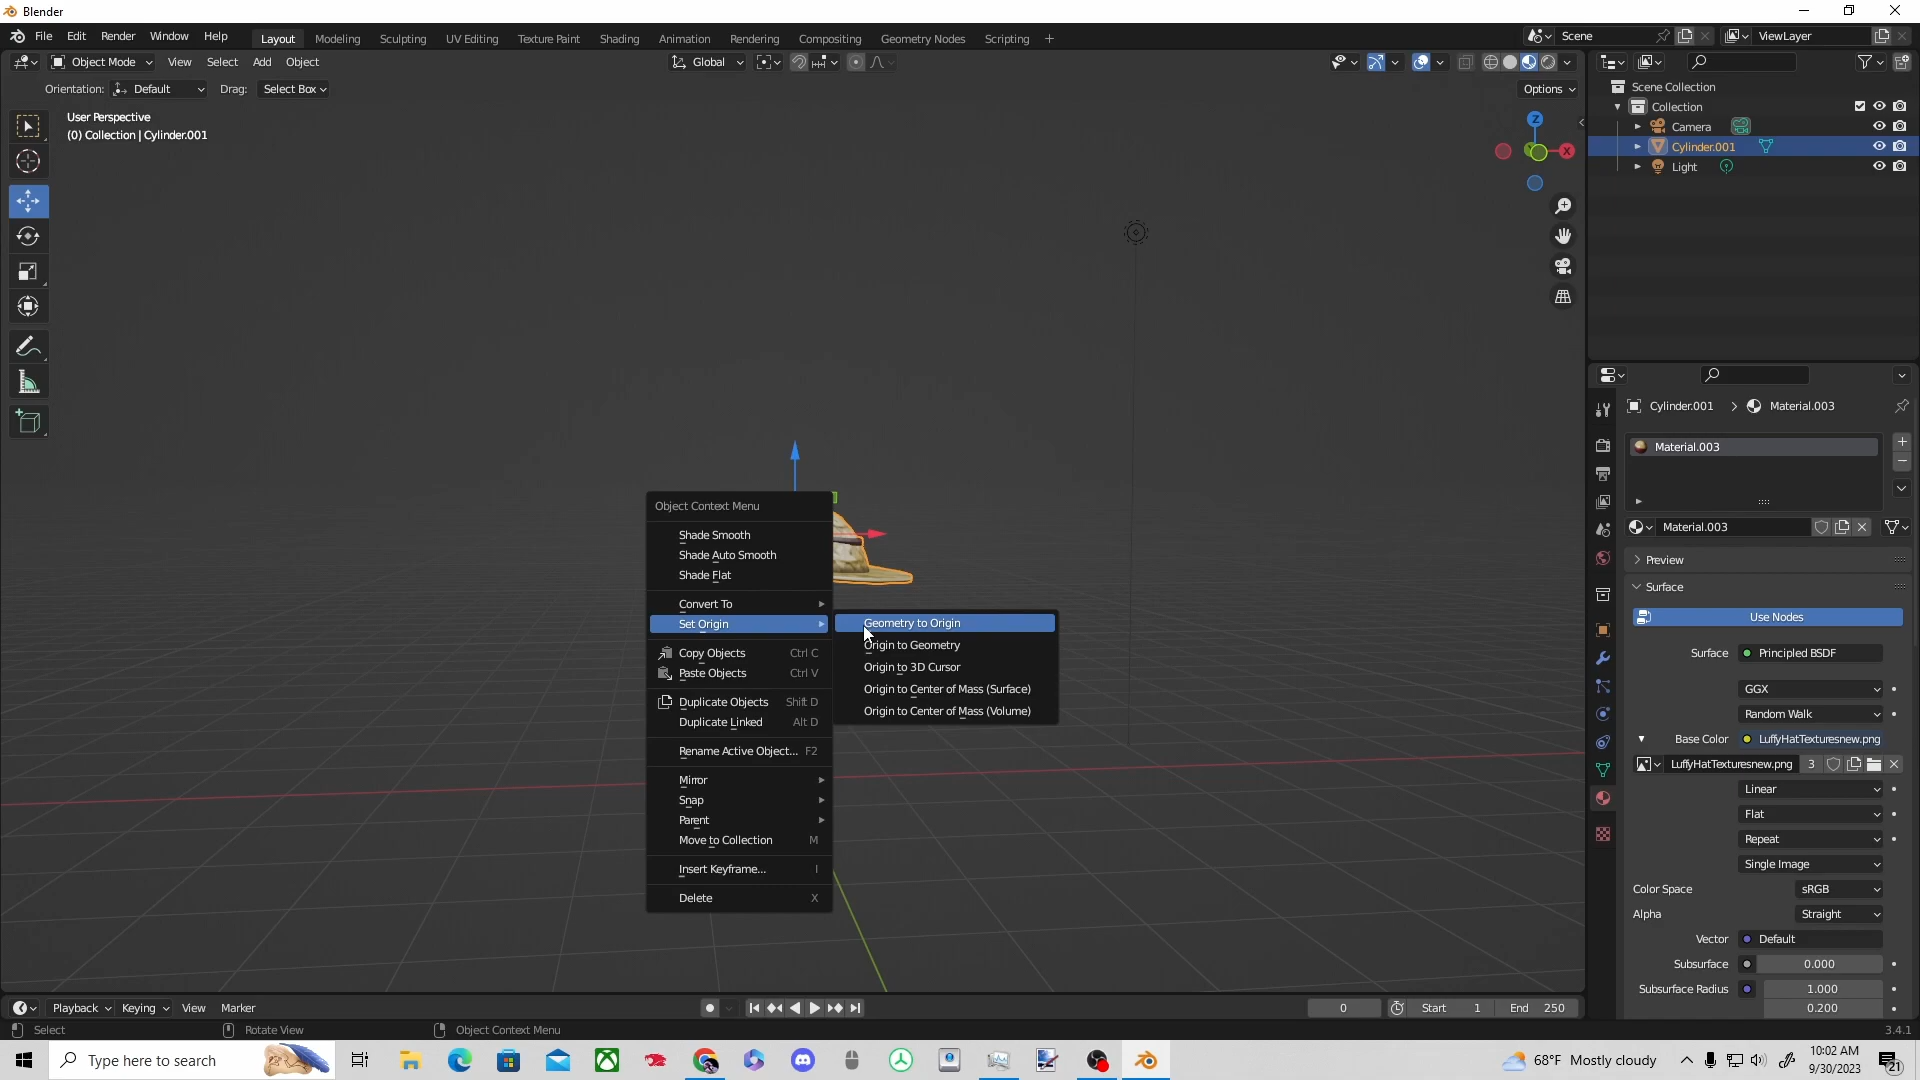 Blender
File Edit Render Window Help Layout Modeling Sculpting UV Editing Texture Paint Shading Animation Rendering Compositing Geometry Nodes Scripting + Scene ViewLayer
Object Mode View Select Add Object Global
Orientation: Default Drag: Select Box Options
User Perspective
(0) Collection | Cylinder.001
Z
X
Scene Collection
Collection
Camera
Cylinder.001
Light
Cylinder.001 > Material.003
Material.003
Material.003
Preview
Surface
Use Nodes
Surface Principled BSDF
GGX
Random Walk
Base Color LuffyHatTexturesnew.png
LuffyHatTexturesnew.png 3
Linear
Flat
Repeat
Single Image
Color Space sRGB
Alpha Straight
Vector Default
Subsurface 0.000
Subsurface Radius 1.000
0.200
Object Context Menu
Shade Smooth
Shade Auto Smooth
Shade Flat
Convert To
Set Origin
Copy Objects Ctrl C
Paste Objects Ctrl V
Duplicate Objects Shift D
Duplicate Linked Alt D
Rename Active Object... F2
Mirror
Snap
Parent
Move to Collection M
Insert Keyframe... I
Delete X
Geometry to Origin
Origin to Geometry
Origin to 3D Cursor
Origin to Center of Mass (Surface)
Origin to Center of Mass (Volume)
Playback Keying View Marker 0 Start 1 End 250
Select Rotate View Object Context Menu 3.4.1
Type here to search 68°F Mostly cloudy 10:02 AM
9/30/2023 21